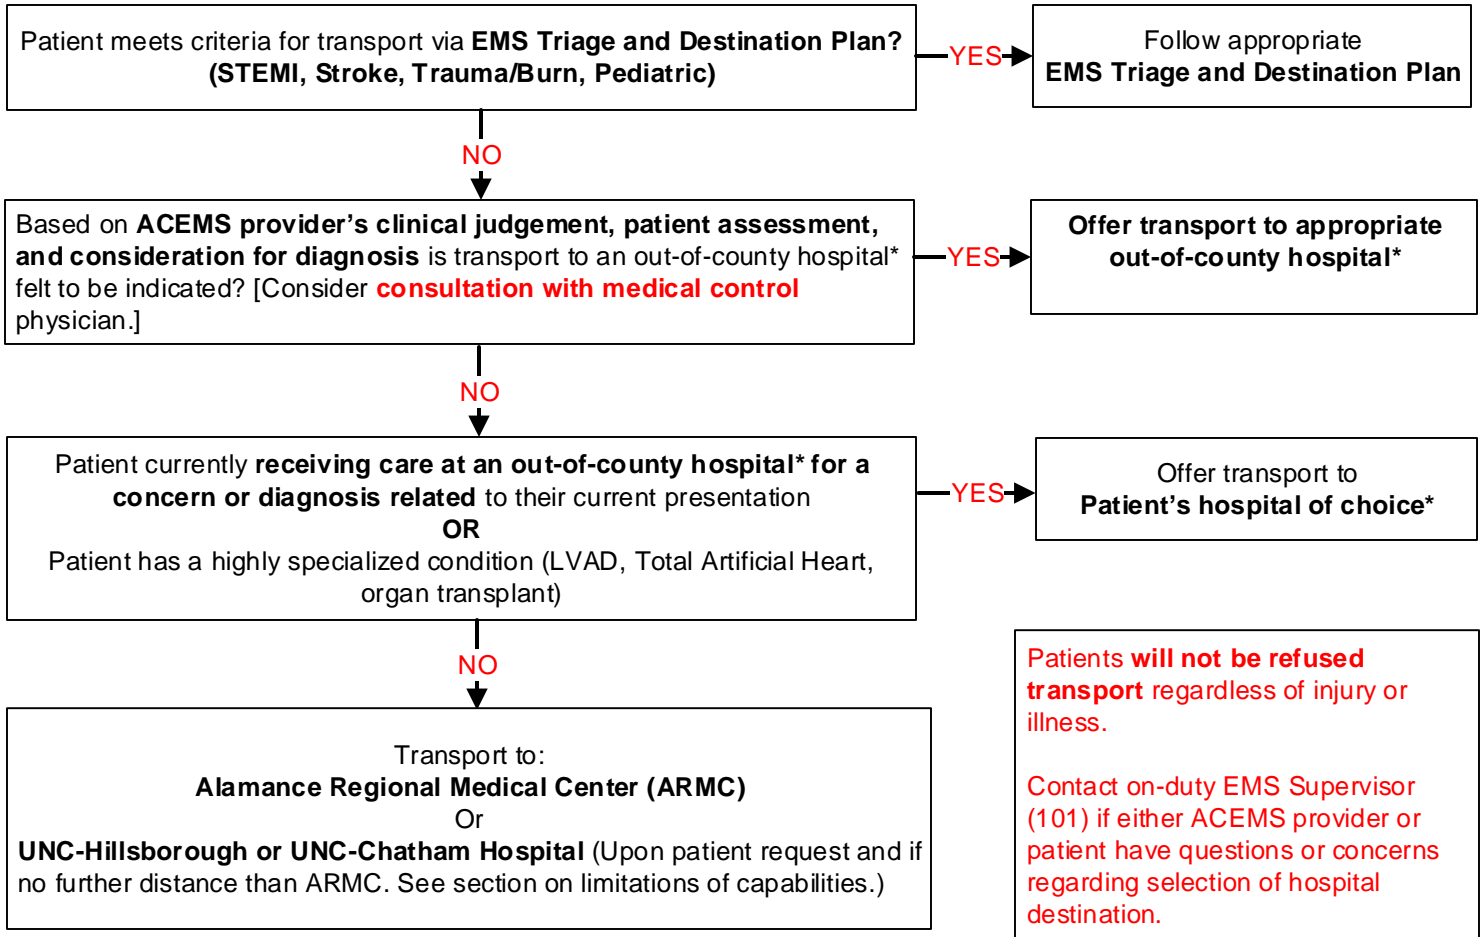 Patient meets criteria for transport via EMS Triage and Destination Plan?
(STEMI, Stroke, Trauma/Burn, Pediatric)
YES
Follow appropriate
EMS Triage and Destination Plan
NO
Based on ACEMS provider's clinical judgement, patient assessment,
and consideration for diagnosis is transport to an out-of-county hospital*
felt to be indicated? [Consider consultation with medical control
physician.]
YES
Offer transport to appropriate
out-of-county hospital*
NO
Patient currently receiving care at an out-of-county hospital* for a
concern or diagnosis related to their current presentation
OR
Patient has a highly specialized condition (LVAD, Total Artificial Heart,
organ transplant)
YES
Offer transport to
Patient's hospital of choice*
NO
Transport to:
Alamance Regional Medical Center (ARMC)
Or
UNC-Hillsborough or UNC-Chatham Hospital (Upon patient request and if
no further distance than ARMC. See section on limitations of capabilities.)
Patients will not be refused
transport regardless of injury or
illness.
Contact on-duty EMS Supervisor
(101) if either ACEMS provider or
patient have questions or concerns
regarding selection of hospital
destination.